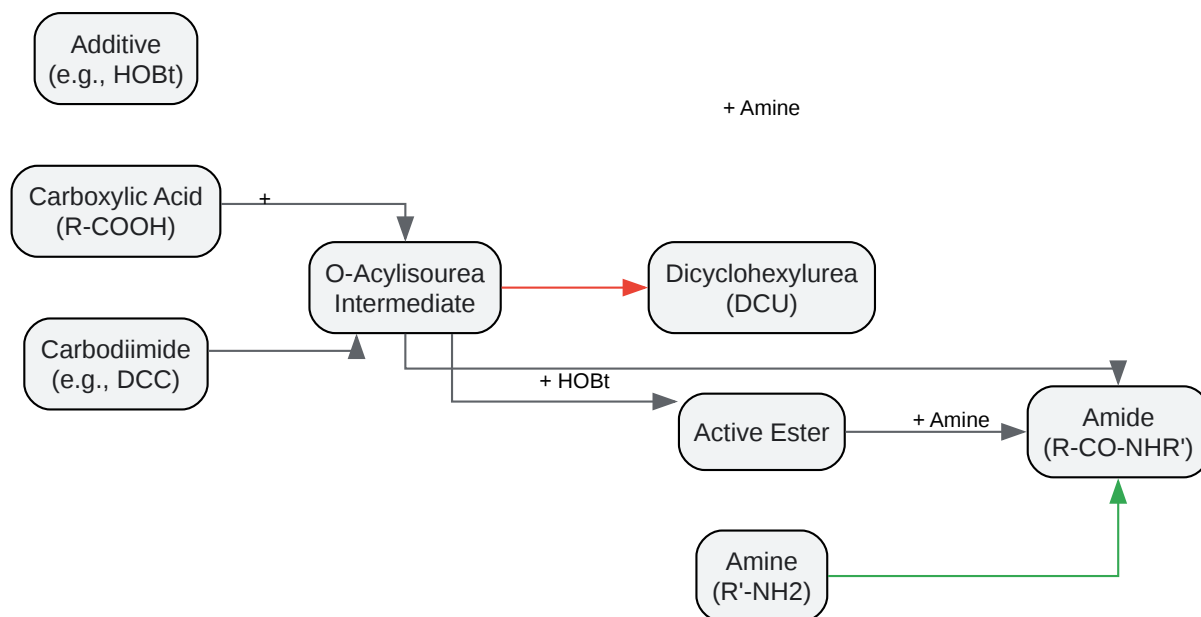 Additive
(e.g., HOBt)
+ Amine
Carboxylic Acid
(R-COOH)
+
O-Acylisourea
Intermediate
Dicyclohexylurea
(DCU)
Carbodiimide
(e.g., DCC)
+ HOBt
Active Ester
+ Amine
Amide
(R-CO-NHR')
Amine
(R'-NH2)